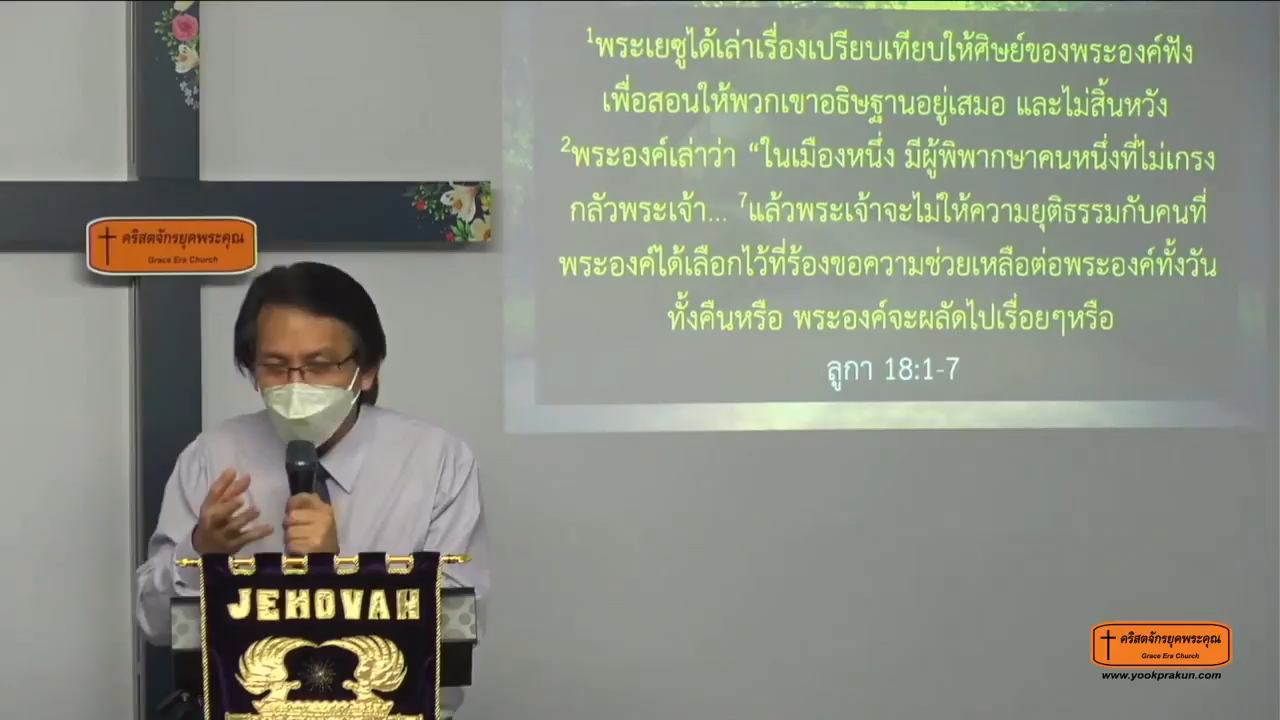 ¹พระเยซูได้เล่าเรื่องเปรียบเทียบให้ศิษย์ของพระองค์ฟัง
เพื่อสอนให้พวกเขาอธิษฐานอยู่เสมอ และไม่สิ้นหวัง
²พระองค์เล่าว่า “ในเมืองหนึ่ง มีผู้พิพากษาคนหนึ่งที่ไม่เกรง
กลัวพระเจ้า... ⁷แล้วพระเจ้าจะไม่ให้ความยุติธรรมกับคนที่
พระองค์ได้เลือกไว้ที่ร้องขอความช่วยเหลือต่อพระองค์ทั้งวัน
ทั้งคืนหรือ พระองค์จะผลัดไปเรื่อยๆหรือ
ลูกา 18:1-7
คริสตจักรยุคพระคุณ
Grace Era Church
JEHOVAH
คริสตจักรยุคพระคุณ
Grace Era Church
www.yookprakun.com